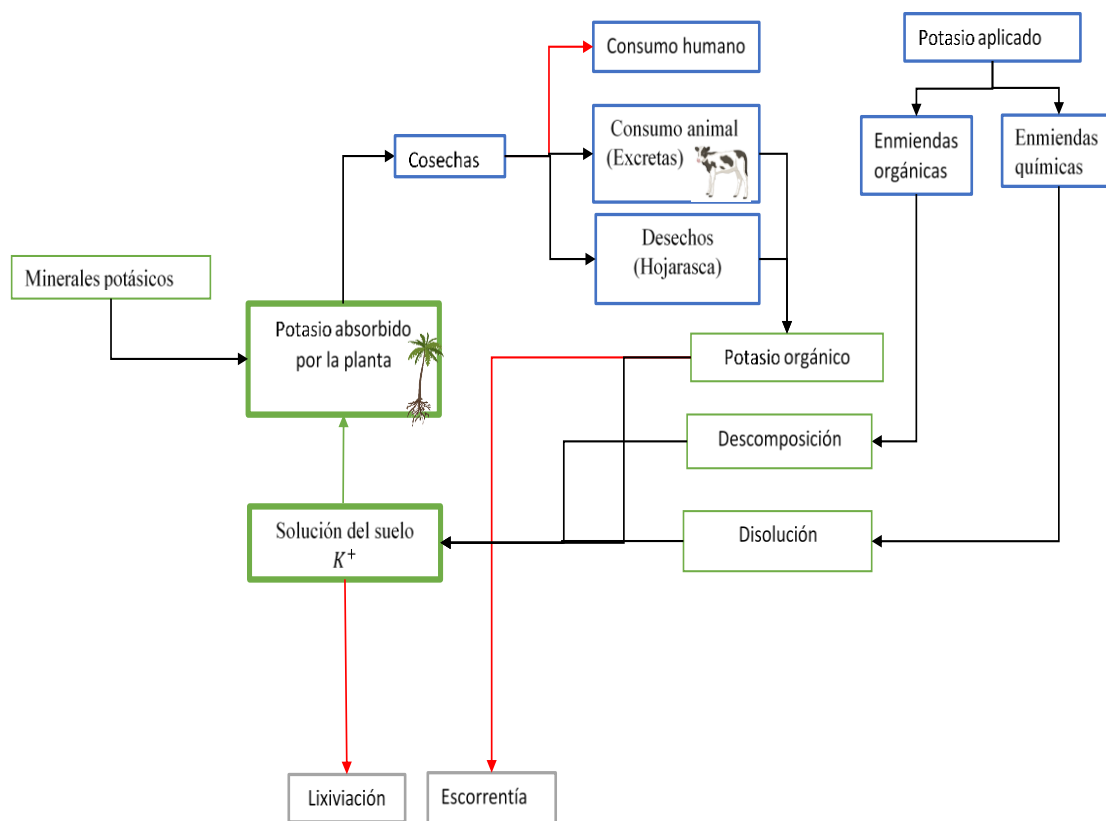 Consumo humano
Potasio aplicado
Consumo animal
(Excretas)
Enmiendas
orgánicas
Enmiendas
químicas
Cosechas
Desechos
(Hojarasca)
Minerales potásicos
Potasio absorbido
por la planta
Potasio orgánico
Descomposición
Solución del suelo
K⁺
Disolución
Lixiviación
Escorrentía